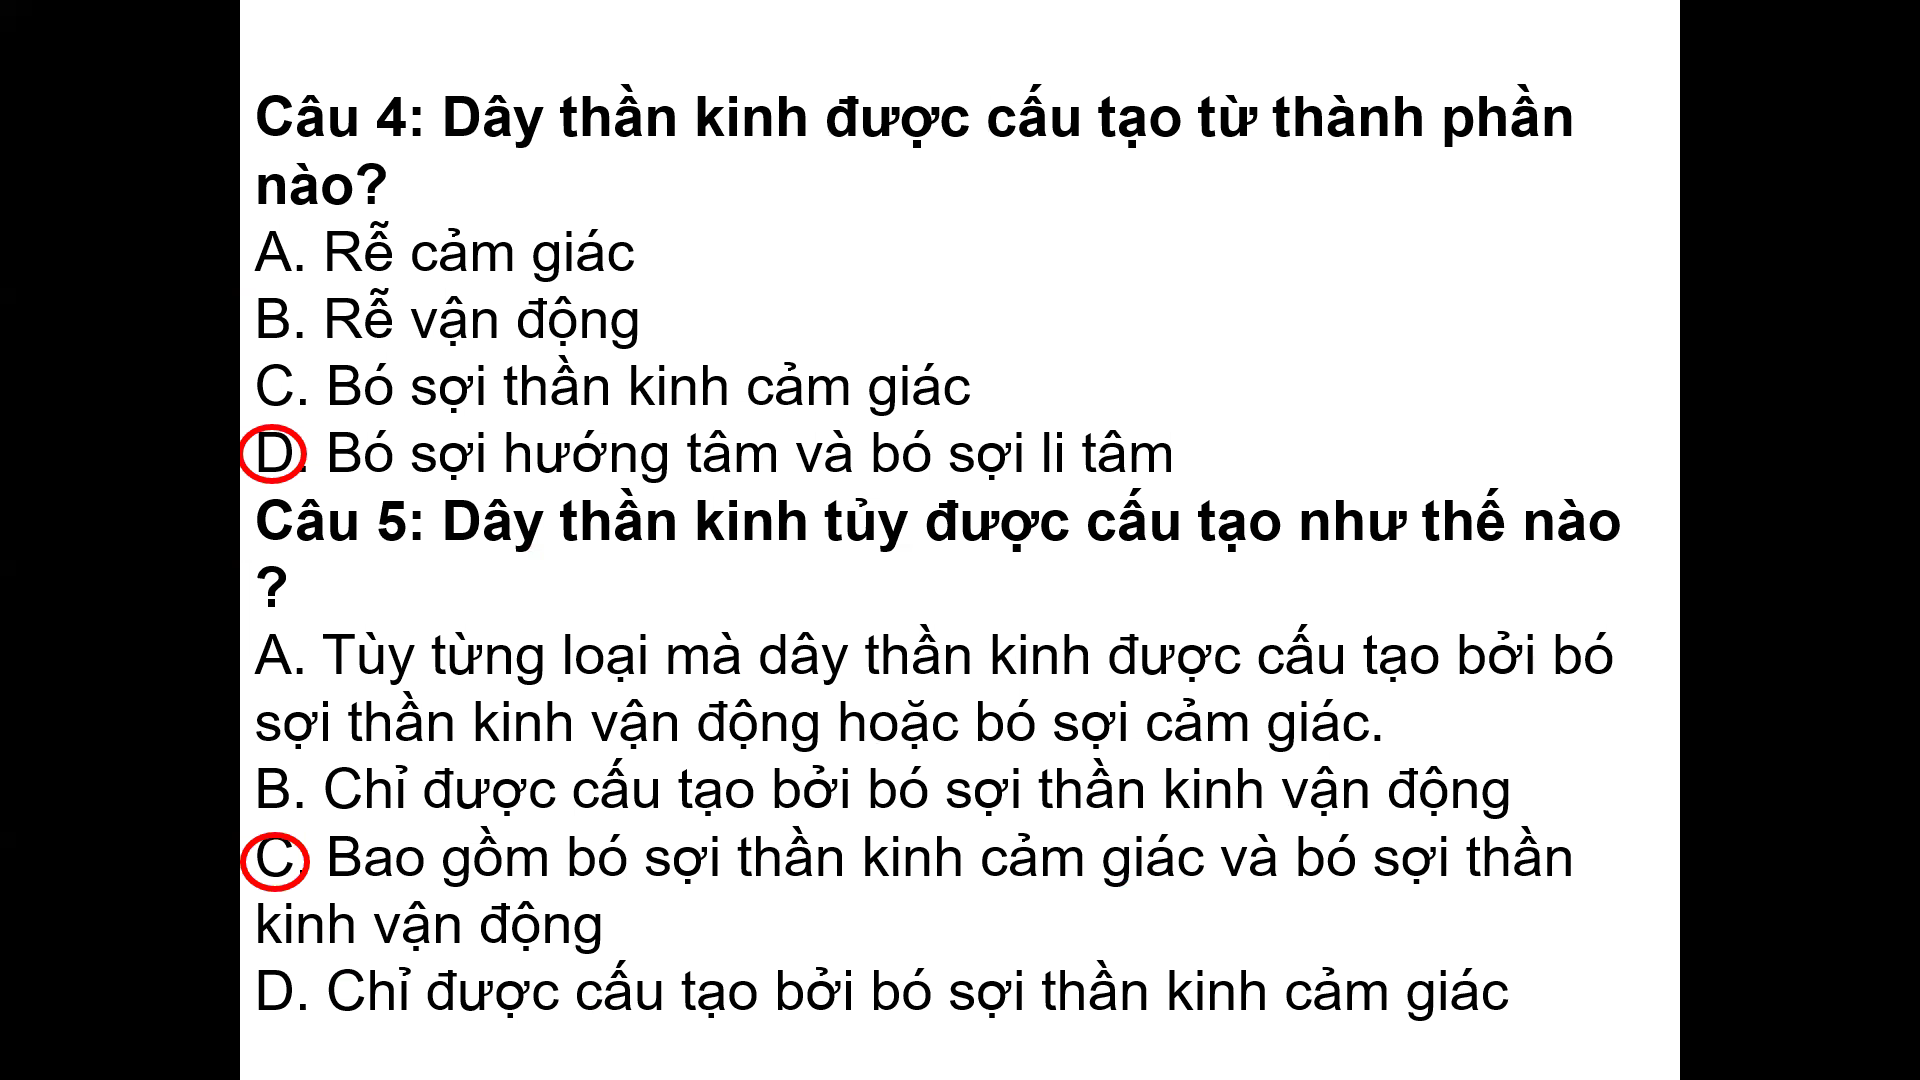 Câu 4: Dây thần kinh được cấu tạo từ thành phần
nào?
A. Rễ cảm giác
B. Rễ vận động
C. Bó sợi thần kinh cảm giác
D. Bó sợi hướng tâm và bó sợi li tâm
Câu 5: Dây thần kinh tủy được cấu tạo như thế nào
?
A. Tùy từng loại mà dây thần kinh được cấu tạo bởi bó
sợi thần kinh vận động hoặc bó sợi cảm giác.
B. Chỉ được cấu tạo bởi bó sợi thần kinh vận động
C. Bao gồm bó sợi thần kinh cảm giác và bó sợi thần
kinh vận động
D. Chỉ được cấu tạo bởi bó sợi thần kinh cảm giác